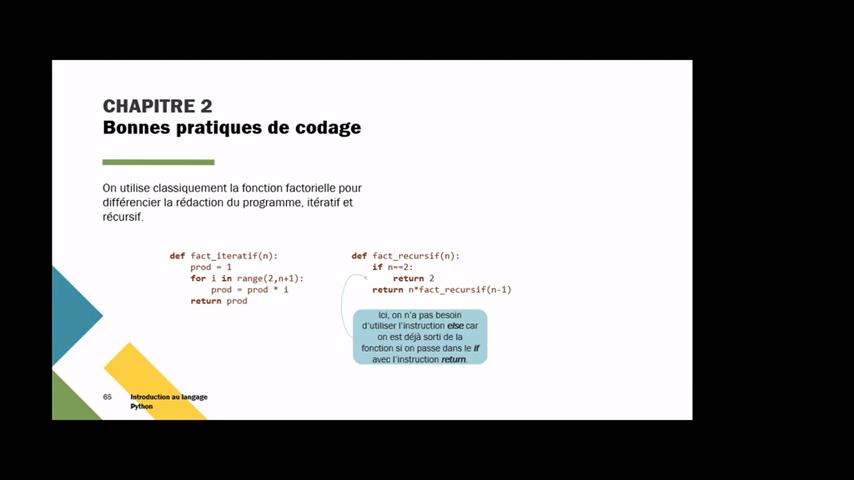 CHAPITRE 2
Bonnes pratiques de codage
On utilise classiquement la fonction factorielle pour
différencier la rédaction du programme, itératif et
récursif.
def fact_iteratif(n):
    prod = 1
    for i in range(2,n+1):
        prod = prod * i
    return prod
def fact_recursif(n):
    if n==2:
        return 2
    return n*fact_recursif(n-1)
Ici, on n'a pas besoin
d'utiliser l'instruction else car
on est déjà sorti de la
fonction si on passe dans le if
avec l'instruction return.
65
Introduction au langage
Python